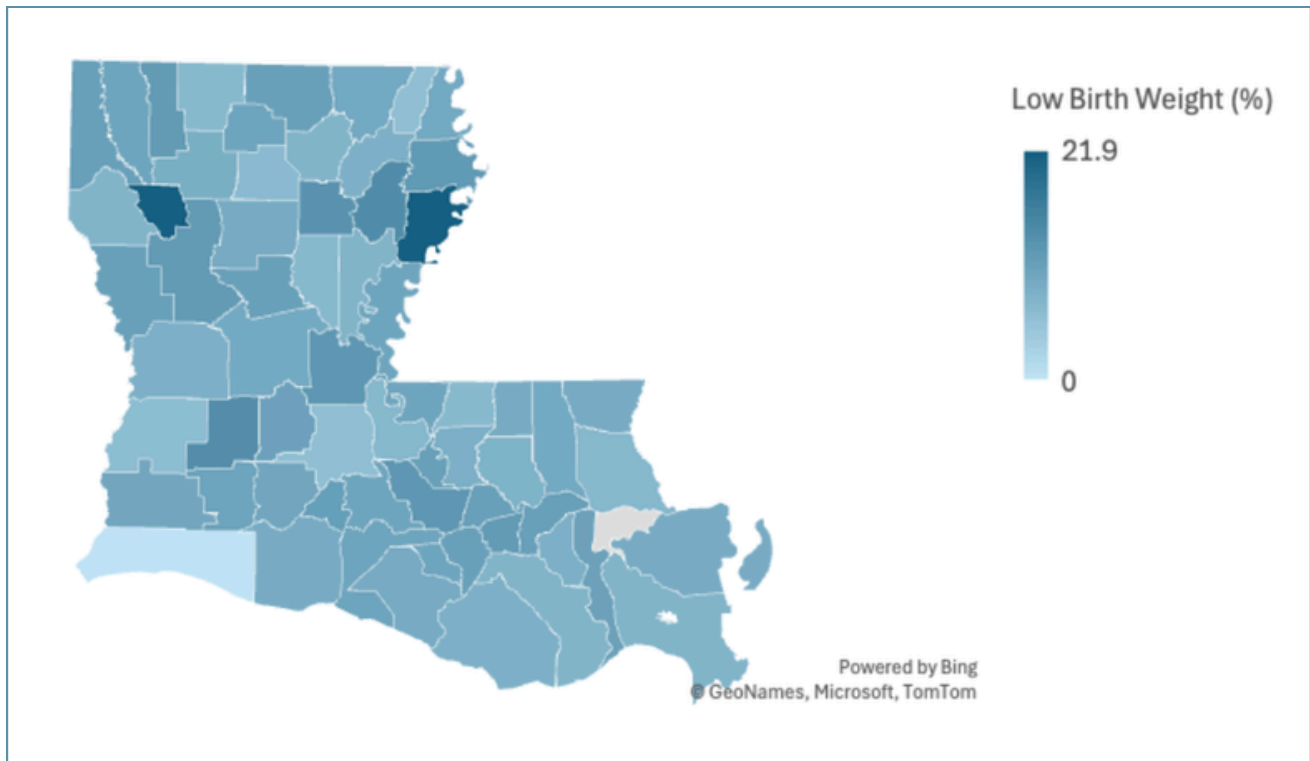 Low Birth Weight (%)
21.9
0
Powered by Bing
© GeoNames, Microsoft, TomTom